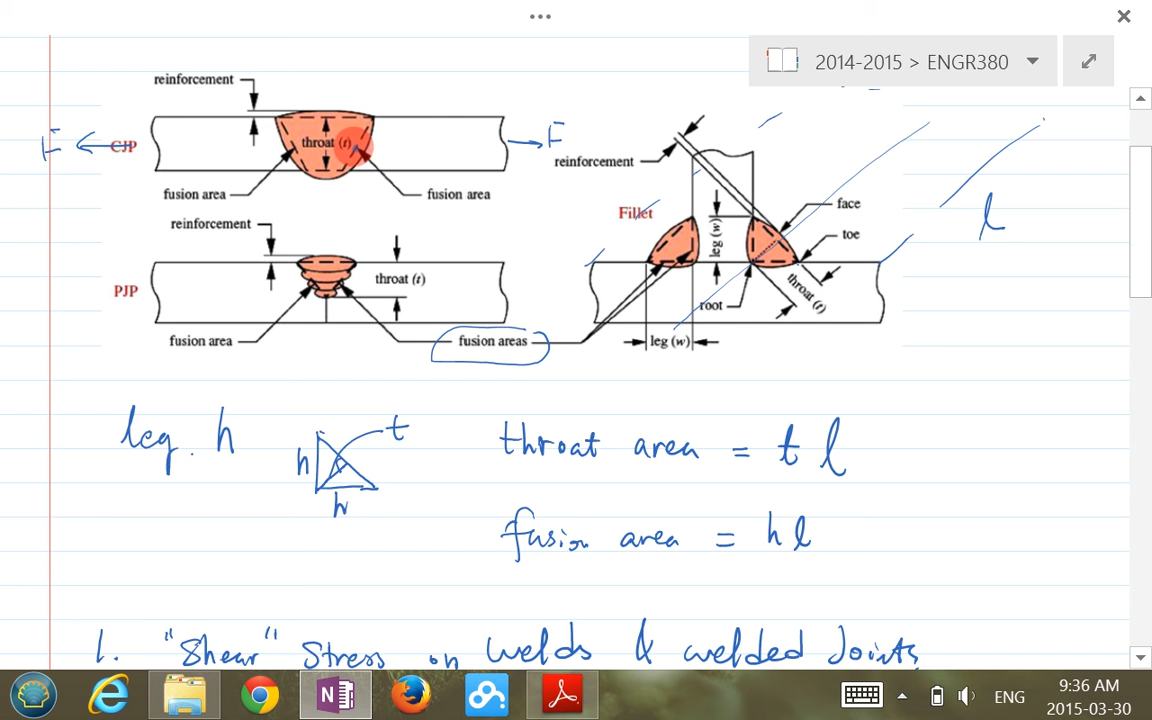 2014-2015 > ENGR380
reinforcement
F
CJP
throat (t)
F
fusion area
fusion area
reinforcement
PJP
throat (t)
fusion area
fusion areas
reinforcement
Fillet
leg (w)
face
toe
l
root
throat (t)
leg (w)
leg. h
h
t
h
throat area = t l
fusion area = h l
1. "Shear" Stress on welds & welded Joints
ENG
9:36 AM
2015-03-30